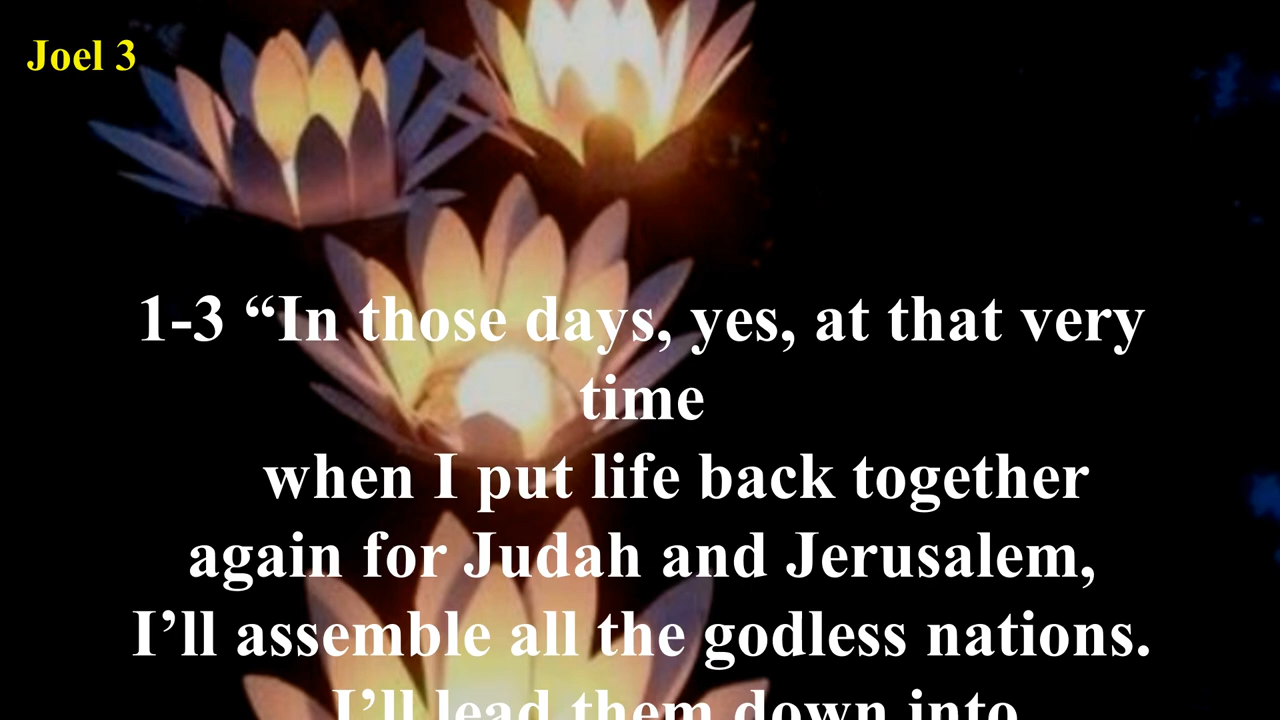 Joel 3
1-3 “In those days, yes, at that very
time
when I put life back together
again for Judah and Jerusalem,
I’ll assemble all the godless nations.
I’ll lead them down into